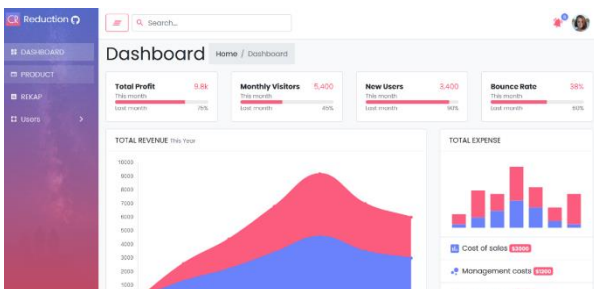 CR Reduction
Search...
DASHBOARD
PRODUCT
REKAP
Users
Dashboard
Home / Dashboard
Total Profit 9.8k
This month
Last month 75%
Monthly Visitors 5,400
This month
Last month 45%
New Users 3,400
This month
Last month 90%
Bounce Rate 38%
This month
Last month 60%
TOTAL REVENUE This Year
10000
9000
8000
7000
6000
5000
4000
3000
2000
1000
TOTAL EXPENSE
Cost of sales $3900
Management costs $1200